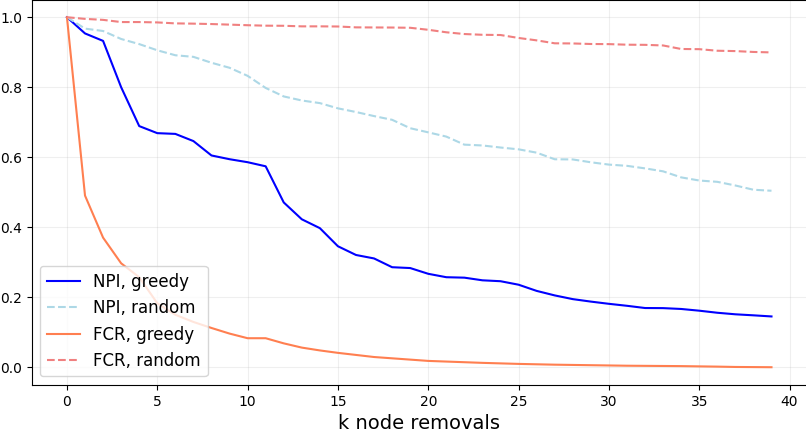 1.0
0.8
0.6
0.4
0.2
0.0
NPI, greedy
NPI, random
FCR, greedy
FCR, random
0 5 10 15 20 25 30 35 40
k node removals